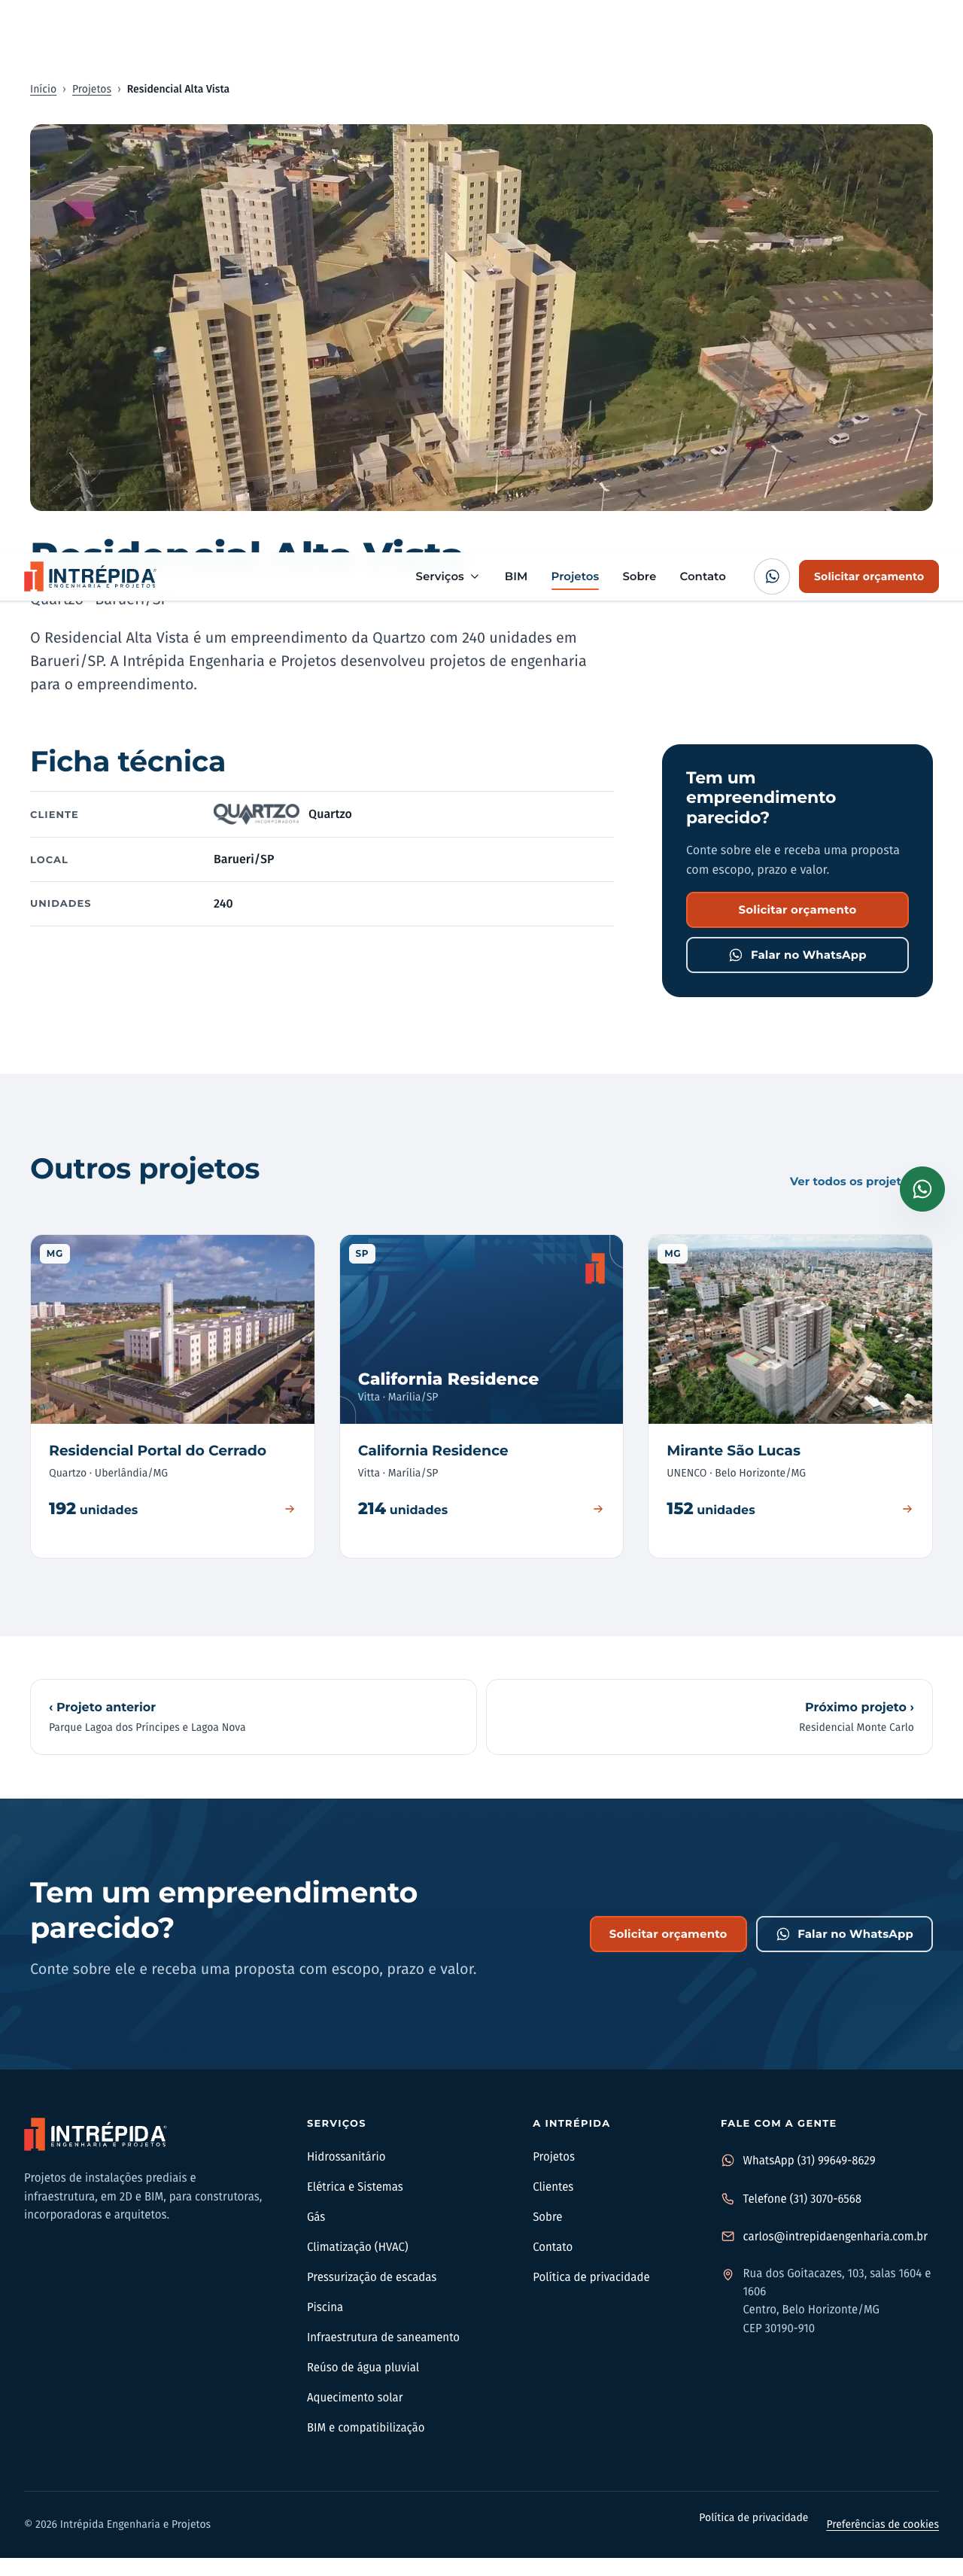 Início › Projetos › Residencial Alta Vista
Residencial Alta Vista
INTRÉPIDA
ENGENHARIA E PROJETOS
Serviços BIM Projetos Sobre Contato Solicitar orçamento
Quartzo · Barueri/SP
O Residencial Alta Vista é um empreendimento da Quartzo com 240 unidades em
Barueri/SP. A Intrépida Engenharia e Projetos desenvolveu projetos de engenharia
para o empreendimento.
Ficha técnica
CLIENTE QUARTZO INCORPORADORA Quartzo
LOCAL Barueri/SP
UNIDADES 240
Tem um
empreendimento
parecido?
Conte sobre ele e receba uma proposta
com escopo, prazo e valor.
Solicitar orçamento
Falar no WhatsApp
Outros projetos
Ver todos os projet
MG
Residencial Portal do Cerrado
Quartzo · Uberlândia/MG
192 unidades
SP
California Residence
Vitta · Marília/SP
California Residence
Vitta · Marília/SP
214 unidades
MG
Mirante São Lucas
UNENCO · Belo Horizonte/MG
152 unidades
‹ Projeto anterior
Parque Lagoa dos Príncipes e Lagoa Nova
Próximo projeto ›
Residencial Monte Carlo
Tem um empreendimento
parecido?
Conte sobre ele e receba uma proposta com escopo, prazo e valor.
Solicitar orçamento
Falar no WhatsApp
INTRÉPIDA
ENGENHARIA E PROJETOS
Projetos de instalações prediais e
infraestrutura, em 2D e BIM, para construtoras,
incorporadoras e arquitetos.
SERVIÇOS
Hidrossanitário
Elétrica e Sistemas
Gás
Climatização (HVAC)
Pressurização de escadas
Piscina
Infraestrutura de saneamento
Reúso de água pluvial
Aquecimento solar
BIM e compatibilização
A INTRÉPIDA
Projetos
Clientes
Sobre
Contato
Política de privacidade
FALE COM A GENTE
WhatsApp (31) 99649-8629
Telefone (31) 3070-6568
carlos@intrepidaengenharia.com.br
Rua dos Goitacazes, 103, salas 1604 e
1606
Centro, Belo Horizonte/MG
CEP 30190-910
© 2026 Intrépida Engenharia e Projetos
Política de privacidade
Preferências de cookies